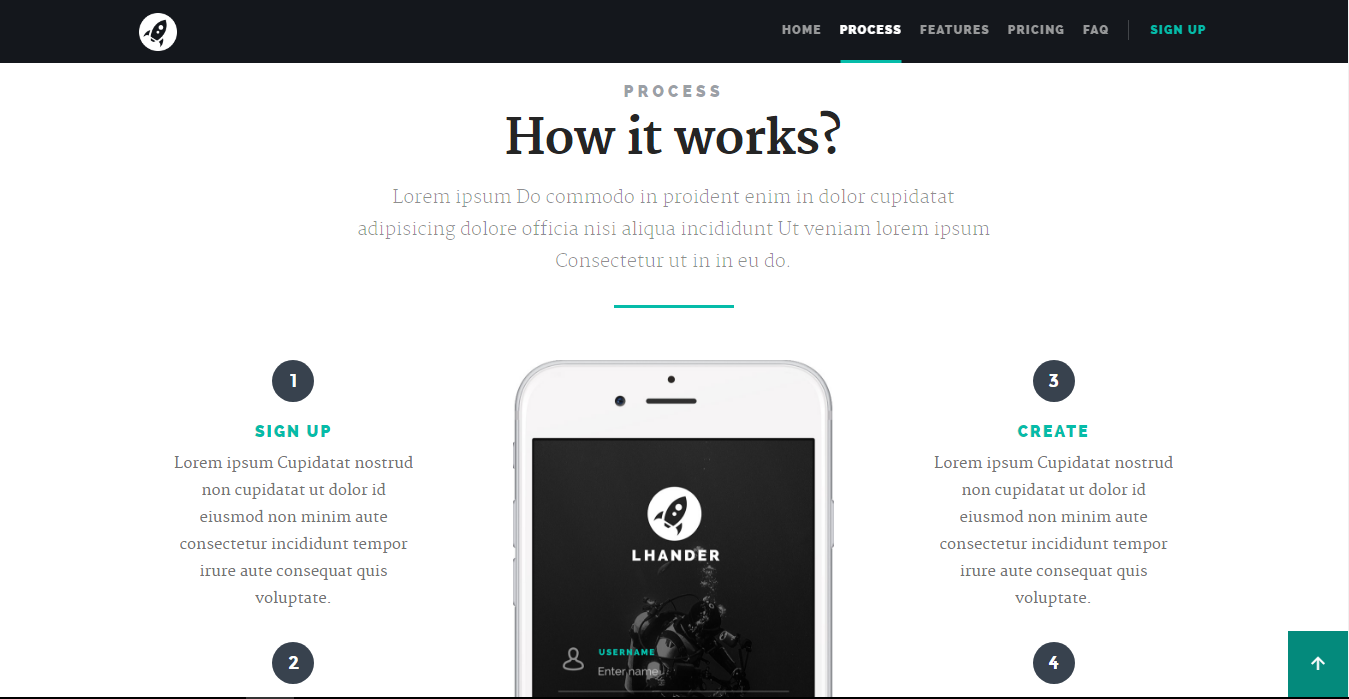 HOME PROCESS FEATURES PRICING FAQ SIGN UP
PROCESS
How it works?
Lorem ipsum Do commodo in proident enim in dolor cupidatat
adipisicing dolore officia nisi aliqua incididunt Ut veniam lorem ipsum
Consectetur ut in in eu do.
1
SIGN UP
Lorem ipsum Cupidatat nostrud
non cupidatat ut dolor id
eiusmod non minim aute
consectetur incididunt tempor
irure aute consequat quis
voluptate.
2
LHANDER
USERNAME
Enter name
3
CREATE
Lorem ipsum Cupidatat nostrud
non cupidatat ut dolor id
eiusmod non minim aute
consectetur incididunt tempor
irure aute consequat quis
voluptate.
4